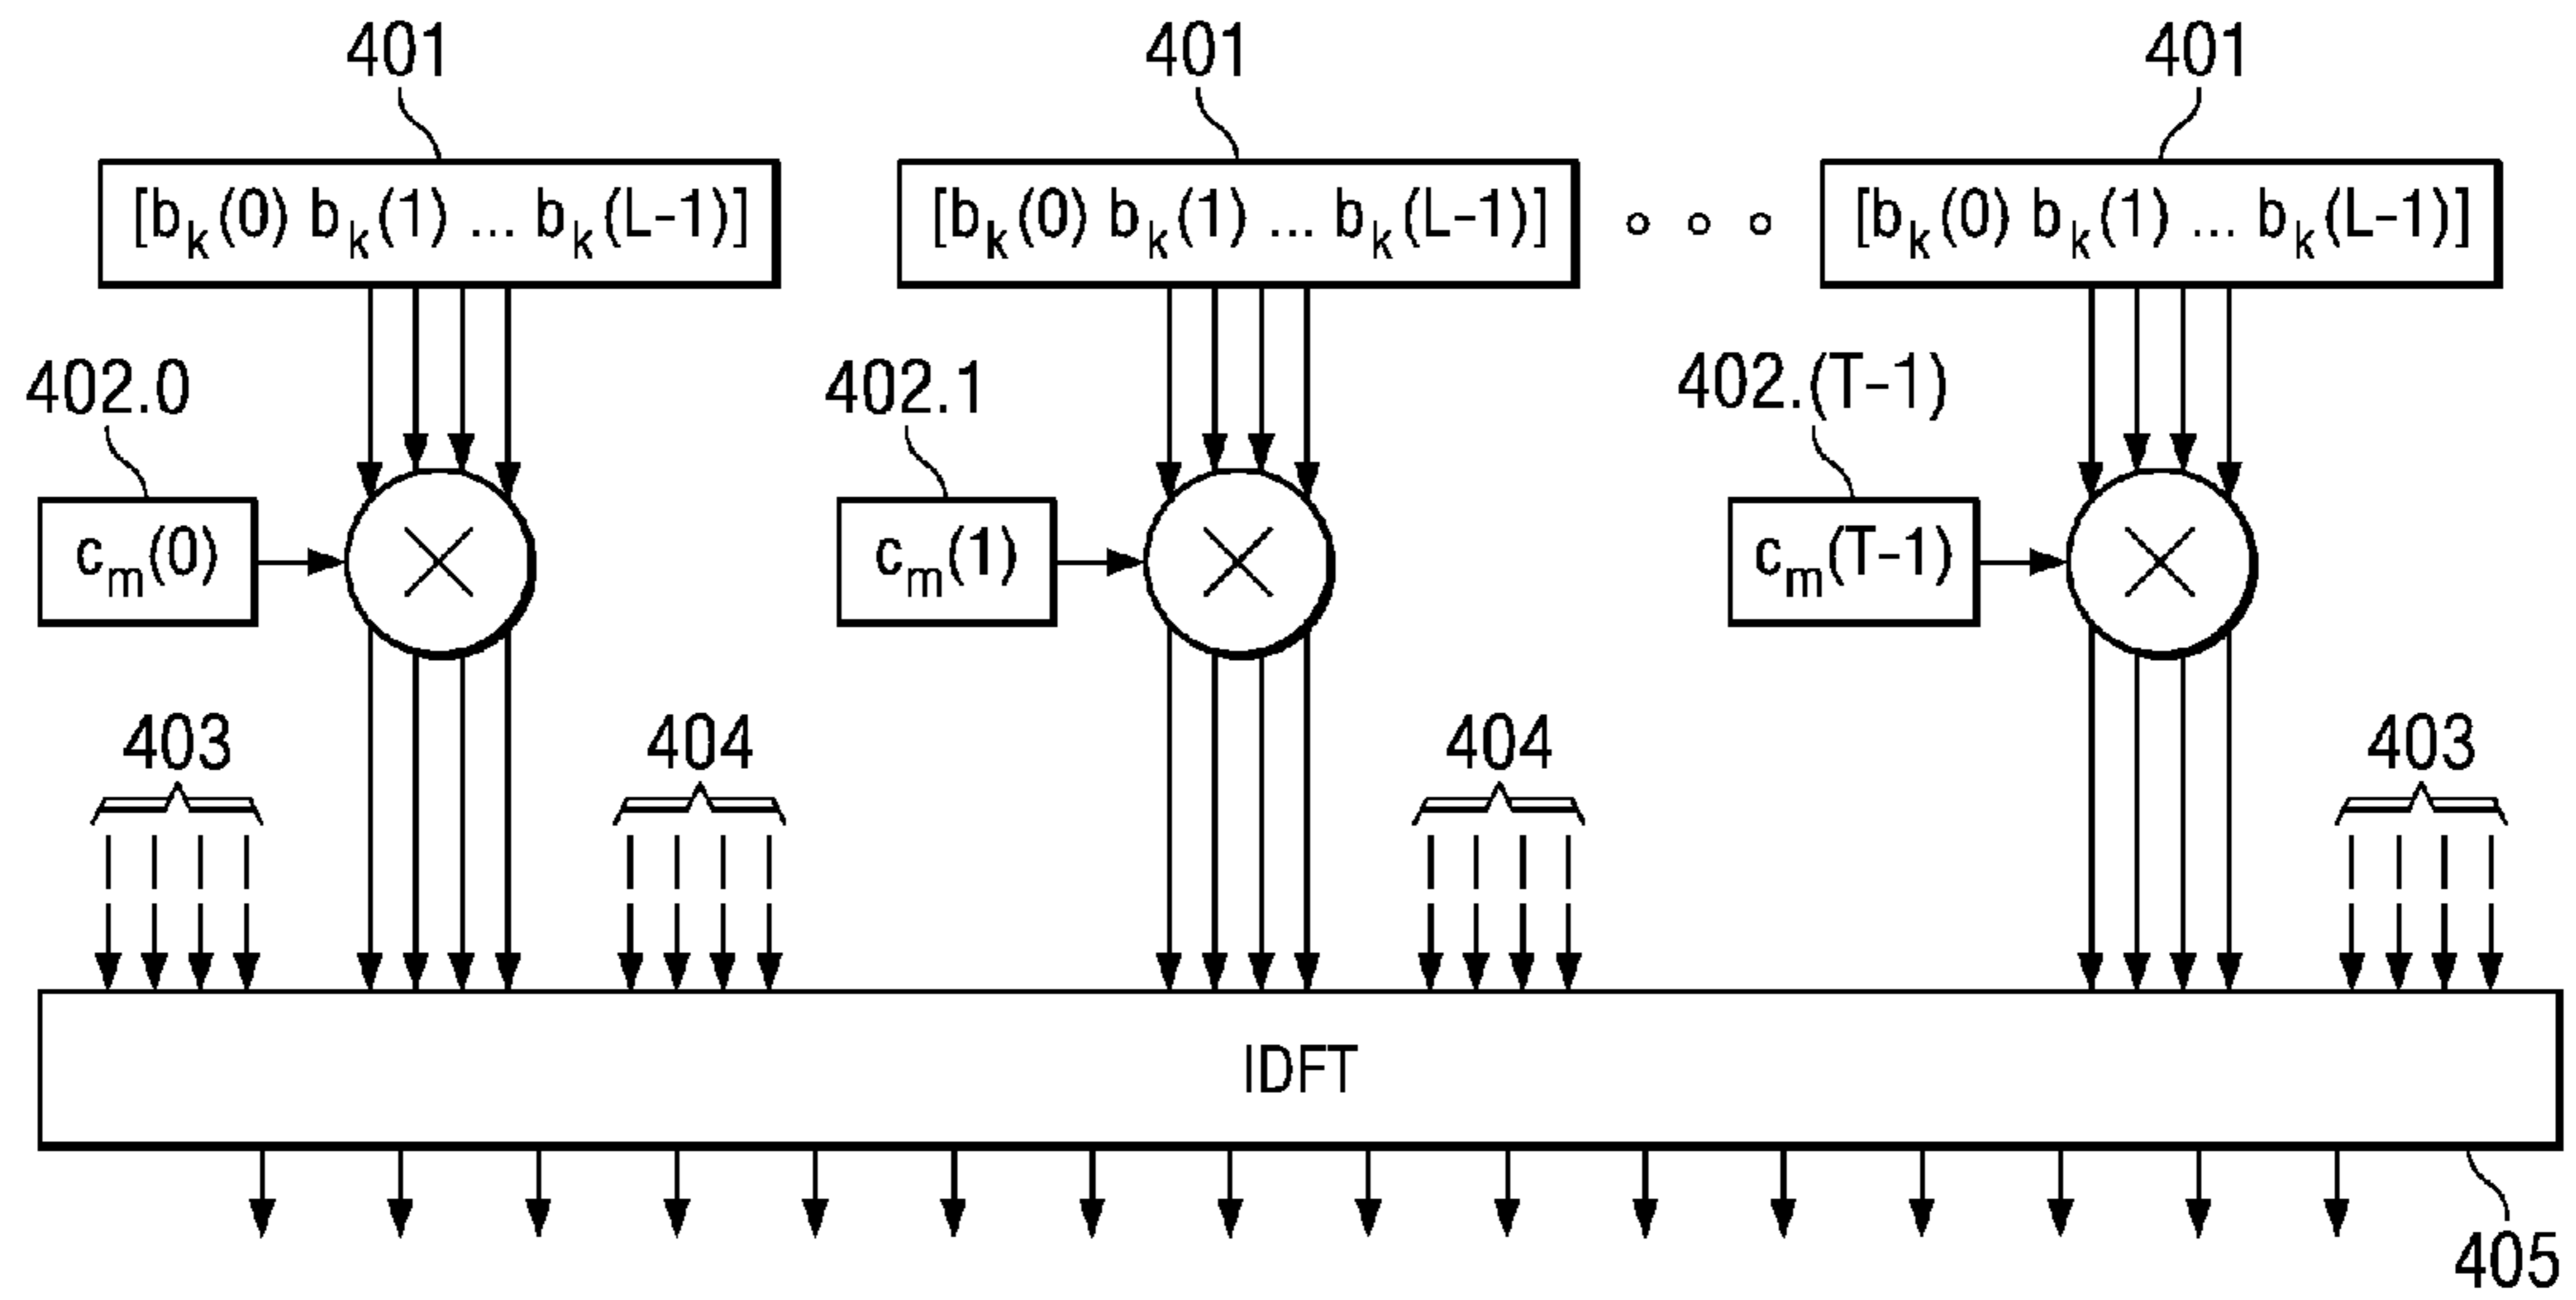 401 401 401
[bk(0) bk(1) ... bk(L-1)] [bk(0) bk(1) ... bk(L-1)] [bk(0) bk(1) ... bk(L-1)]
402.0 402.1 402.(T-1)
cm(0) cm(1) cm(T-1)
403 404 404 403
IDFT
405